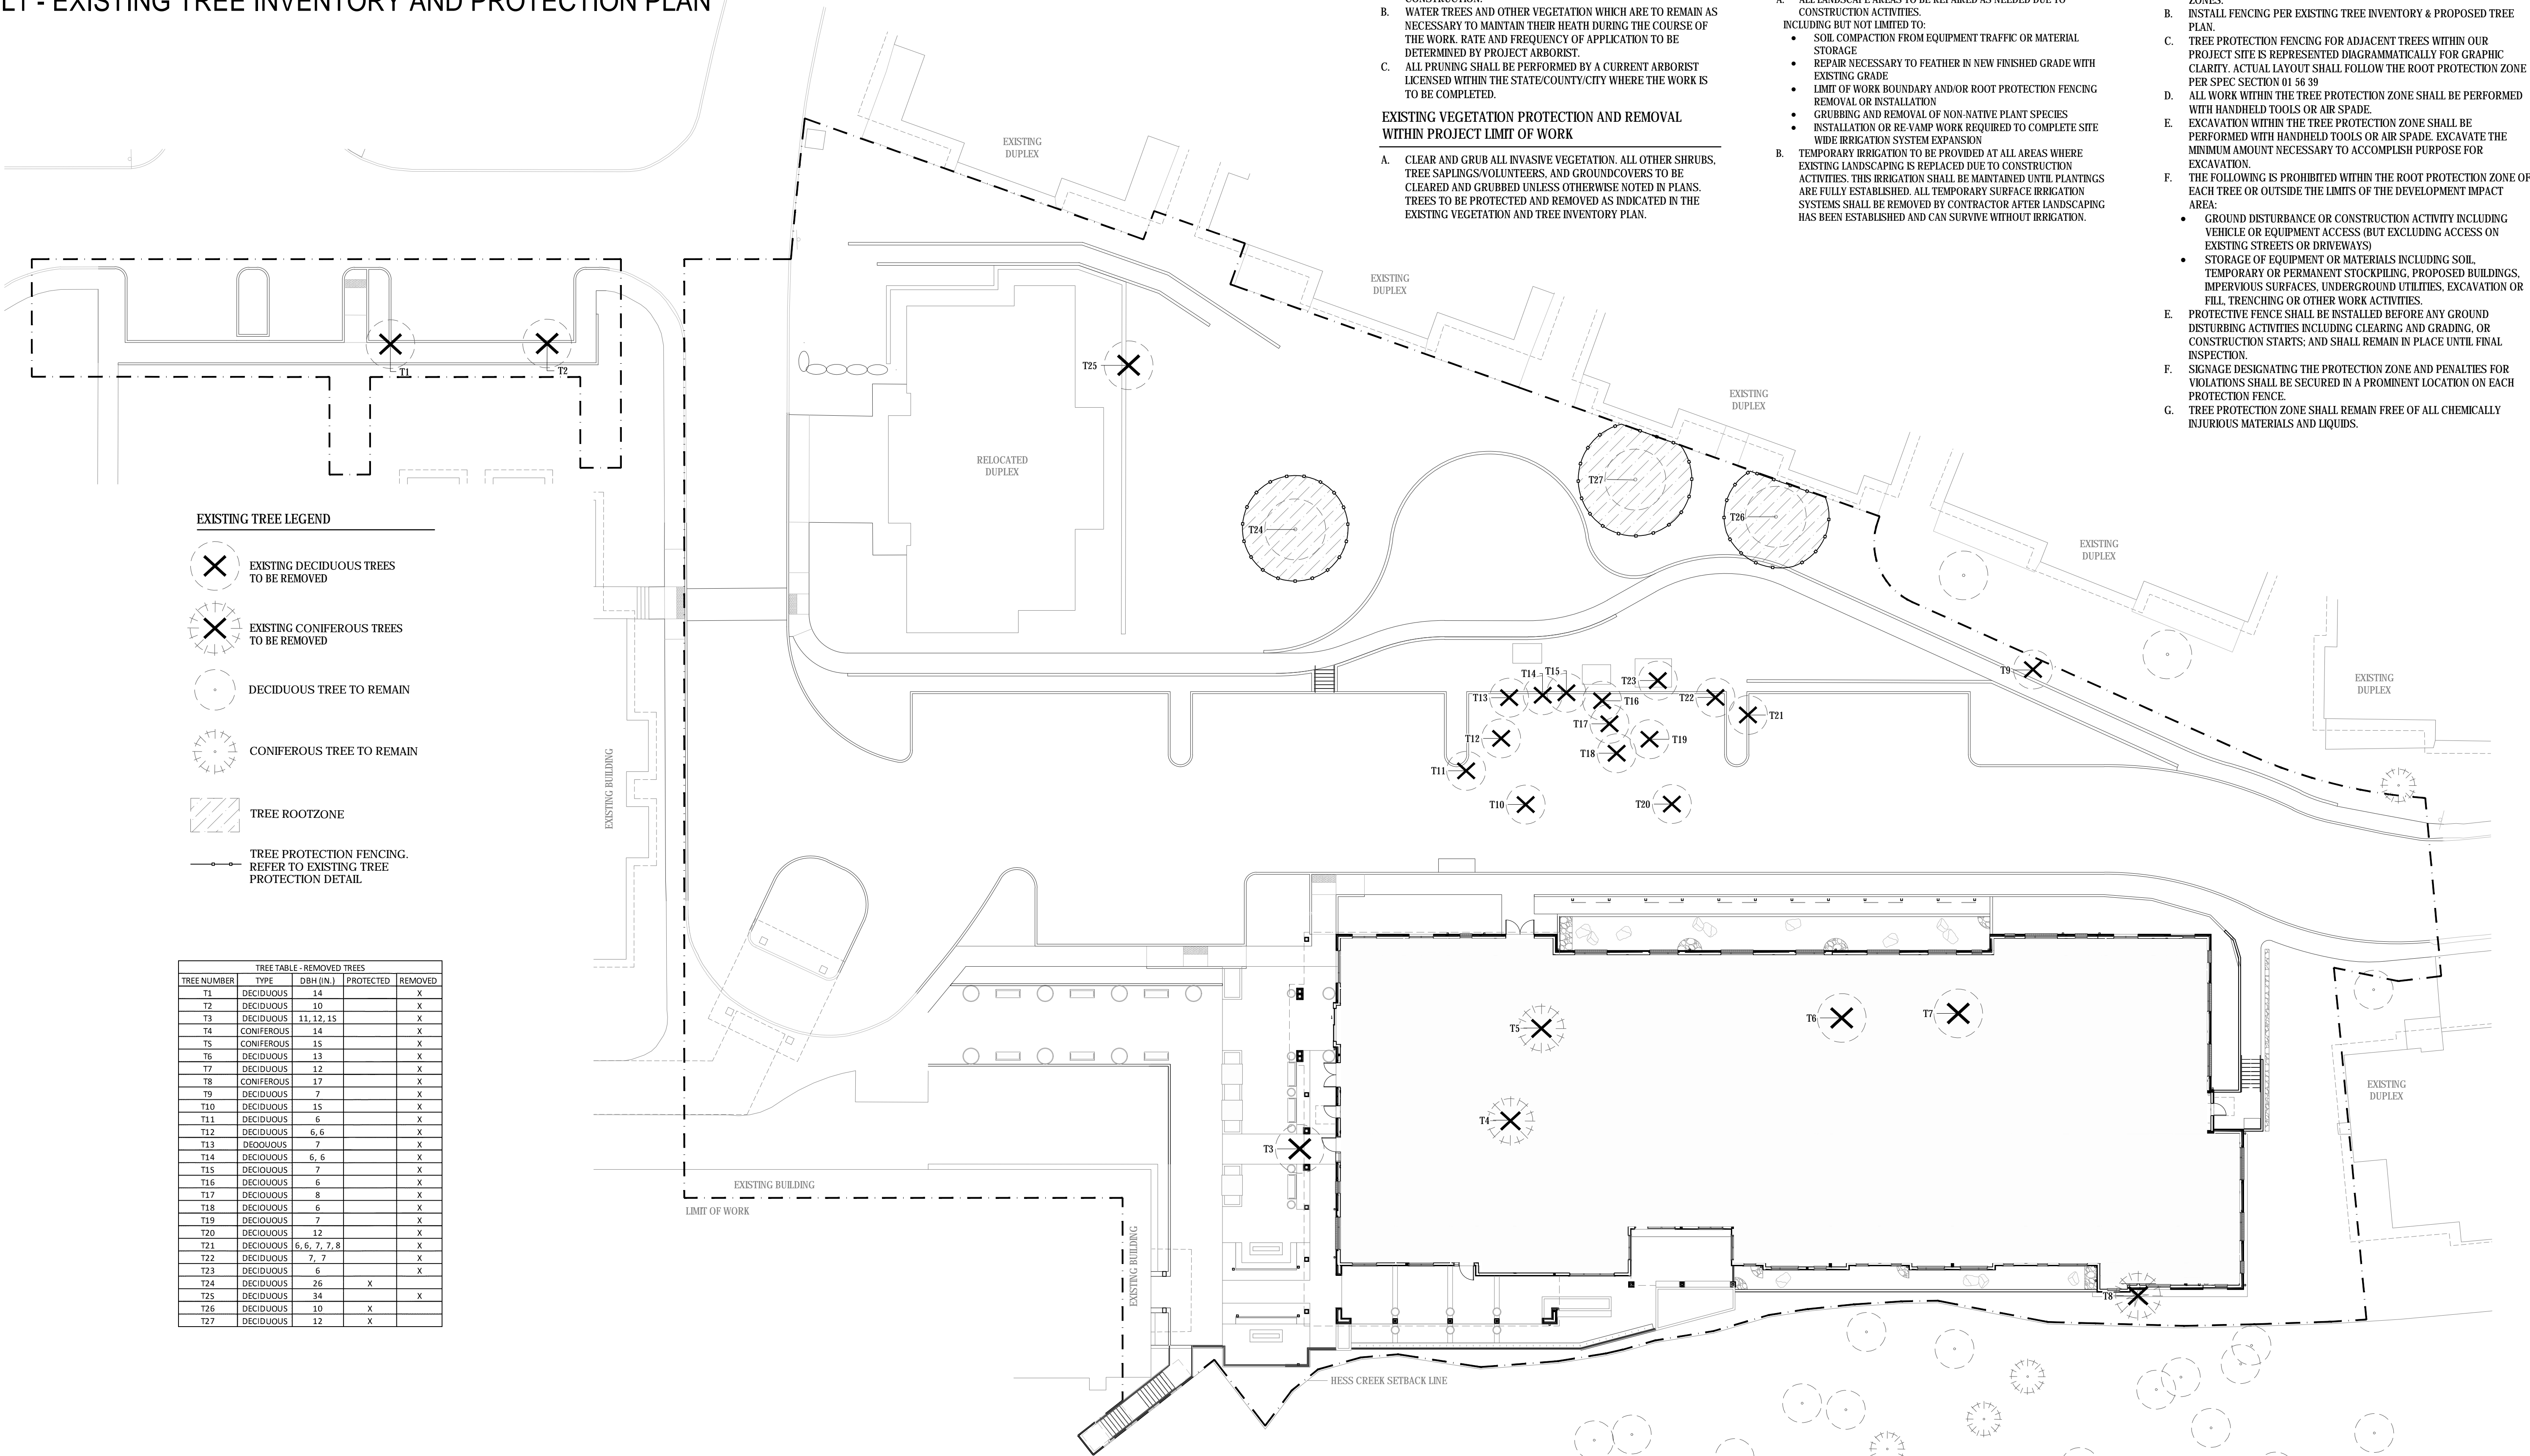 L1 - EXISTING TREE INVENTORY AND PROTECTION PLAN
CONSTRUCTION.
B. WATER TREES AND OTHER VEGETATION WHICH ARE TO REMAIN AS
NECESSARY TO MAINTAIN THEIR HEATH DURING THE COURSE OF
THE WORK. RATE AND FREQUENCY OF APPLICATION TO BE
DETERMINED BY PROJECT ARBORIST.
C. ALL PRUNING SHALL BE PERFORMED BY A CURRENT ARBORIST
LICENSED WITHIN THE STATE/COUNTY/CITY WHERE THE WORK IS
TO BE COMPLETED.
EXISTING VEGETATION PROTECTION AND REMOVAL
WITHIN PROJECT LIMIT OF WORK
A. CLEAR AND GRUB ALL INVASIVE VEGETATION. ALL OTHER SHRUBS,
TREE SAPLINGS/VOLUNTEERS, AND GROUNDCOVERS TO BE
CLEARED AND GRUBBED UNLESS OTHERWISE NOTED IN PLANS.
TREES TO BE PROTECTED AND REMOVED AS INDICATED IN THE
EXISTING VEGETATION AND TREE INVENTORY PLAN.
A. ALL LANDSCAPE AREAS TO BE REPAIRED AS NEEDED DUE TO
CONSTRUCTION ACTIVITIES.
INCLUDING BUT NOT LIMITED TO:
• SOIL COMPACTION FROM EQUIPMENT TRAFFIC OR MATERIAL
STORAGE
• REPAIR NECESSARY TO FEATHER IN NEW FINISHED GRADE WITH
EXISTING GRADE
• LIMIT OF WORK BOUNDARY AND/OR ROOT PROTECTION FENCING
REMOVAL OR INSTALLATION
• GRUBBING AND REMOVAL OF NON-NATIVE PLANT SPECIES
• INSTALLATION OR RE-VAMP WORK REQUIRED TO COMPLETE SITE
WIDE IRRIGATION SYSTEM EXPANSION
B. TEMPORARY IRRIGATION TO BE PROVIDED AT ALL AREAS WHERE
EXISTING LANDSCAPING IS REPLACED DUE TO CONSTRUCTION
ACTIVITIES. THIS IRRIGATION SHALL BE MAINTAINED UNTIL PLANTINGS
ARE FULLY ESTABLISHED. ALL TEMPORARY SURFACE IRRIGATION
SYSTEMS SHALL BE REMOVED BY CONTRACTOR AFTER LANDSCAPING
HAS BEEN ESTABLISHED AND CAN SURVIVE WITHOUT IRRIGATION.
ZONES.
B. INSTALL FENCING PER EXISTING TREE INVENTORY & PROPOSED TREE
PLAN.
C. TREE PROTECTION FENCING FOR ADJACENT TREES WITHIN OUR
PROJECT SITE IS REPRESENTED DIAGRAMMATICALLY FOR GRAPHIC
CLARITY. ACTUAL LAYOUT SHALL FOLLOW THE ROOT PROTECTION ZONE
PER SPEC SECTION 01 56 39
D. ALL WORK WITHIN THE TREE PROTECTION ZONE SHALL BE PERFORMED
WITH HANDHELD TOOLS OR AIR SPADE.
E. EXCAVATION WITHIN THE TREE PROTECTION ZONE SHALL BE
PERFORMED WITH HANDHELD TOOLS OR AIR SPADE. EXCAVATE THE
MINIMUM AMOUNT NECESSARY TO ACCOMPLISH PURPOSE FOR
EXCAVATION.
F. THE FOLLOWING IS PROHIBITED WITHIN THE ROOT PROTECTION ZONE OF
EACH TREE OR OUTSIDE THE LIMITS OF THE DEVELOPMENT IMPACT
AREA:
• GROUND DISTURBANCE OR CONSTRUCTION ACTIVITY INCLUDING
VEHICLE OR EQUIPMENT ACCESS (BUT EXCLUDING ACCESS ON
EXISTING STREETS OR DRIVEWAYS)
• STORAGE OF EQUIPMENT OR MATERIALS INCLUDING SOIL,
TEMPORARY OR PERMANENT STOCKPILING, PROPOSED BUILDINGS,
IMPERVIOUS SURFACES, UNDERGROUND UTILITIES, EXCAVATION OR
FILL, TRENCHING OR OTHER WORK ACTIVITIES.
E. PROTECTIVE FENCE SHALL BE INSTALLED BEFORE ANY GROUND
DISTURBING ACTIVITIES INCLUDING CLEARING AND GRADING, OR
CONSTRUCTION STARTS; AND SHALL REMAIN IN PLACE UNTIL FINAL
INSPECTION.
F. SIGNAGE DESIGNATING THE PROTECTION ZONE AND PENALTIES FOR
VIOLATIONS SHALL BE SECURED IN A PROMINENT LOCATION ON EACH
PROTECTION FENCE.
G. TREE PROTECTION ZONE SHALL REMAIN FREE OF ALL CHEMICALLY
INJURIOUS MATERIALS AND LIQUIDS.
EXISTING
DUPLEX
EXISTING
DUPLEX
EXISTING
DUPLEX
EXISTING
DUPLEX
EXISTING
DUPLEX
EXISTING
DUPLEX
RELOCATED
DUPLEX
T1
T2
T25
T24
T27
T26
T9
T14
T15
T23
T13
T16
T22
T21
T17
T12
T19
T18
T11
T10
T20
T5
T6
T7
T4
T3
T8
EXISTING BUILDING
EXISTING BUILDING
EXISTING BUILDING
LIMIT OF WORK
HESS CREEK SETBACK LINE
EXISTING TREE LEGEND
EXISTING DECIDUOUS TREES
TO BE REMOVED
EXISTING CONIFEROUS TREES
TO BE REMOVED
DECIDUOUS TREE TO REMAIN
CONIFEROUS TREE TO REMAIN
TREE ROOTZONE
TREE PROTECTION FENCING.
REFER TO EXISTING TREE
PROTECTION DETAIL
TREE TABLE - REMOVED TREES
TREE NUMBER TYPE DBH (IN.) PROTECTED REMOVED
T1 DECIDUOUS 14 X
T2 DECIDUOUS 10 X
T3 DECIDUOUS 11, 12, 1S X
T4 CONIFEROUS 14 X
TS CONIFEROUS 1S X
T6 DECIDUOUS 13 X
T7 DECIDUOUS 12 X
T8 CONIFEROUS 17 X
T9 DECIDUOUS 7 X
T10 DECIDUOUS 1S X
T11 DECIDUOUS 6 X
T12 DECIDUOUS 6, 6 X
T13 DEOOUOUS 7 X
T14 DECIOUOUS 6, 6 X
T1S DECIOUOUS 7 X
T16 DECIOUOUS 6 X
T17 DECIOUOUS 8 X
T18 DECIOUOUS 6 X
T19 DECIOUOUS 7 X
T20 DECIOUOUS 12 X
T21 DECIOUOUS 6, 6, 7, 7, 8 X
T22 DECIDUOUS 7, 7 X
T23 DECIDUOUS 6 X
T24 DECIDUOUS 26 X
T2S DECIDUOUS 34 X
T26 DECIDUOUS 10 X
T27 DECIDUOUS 12 X